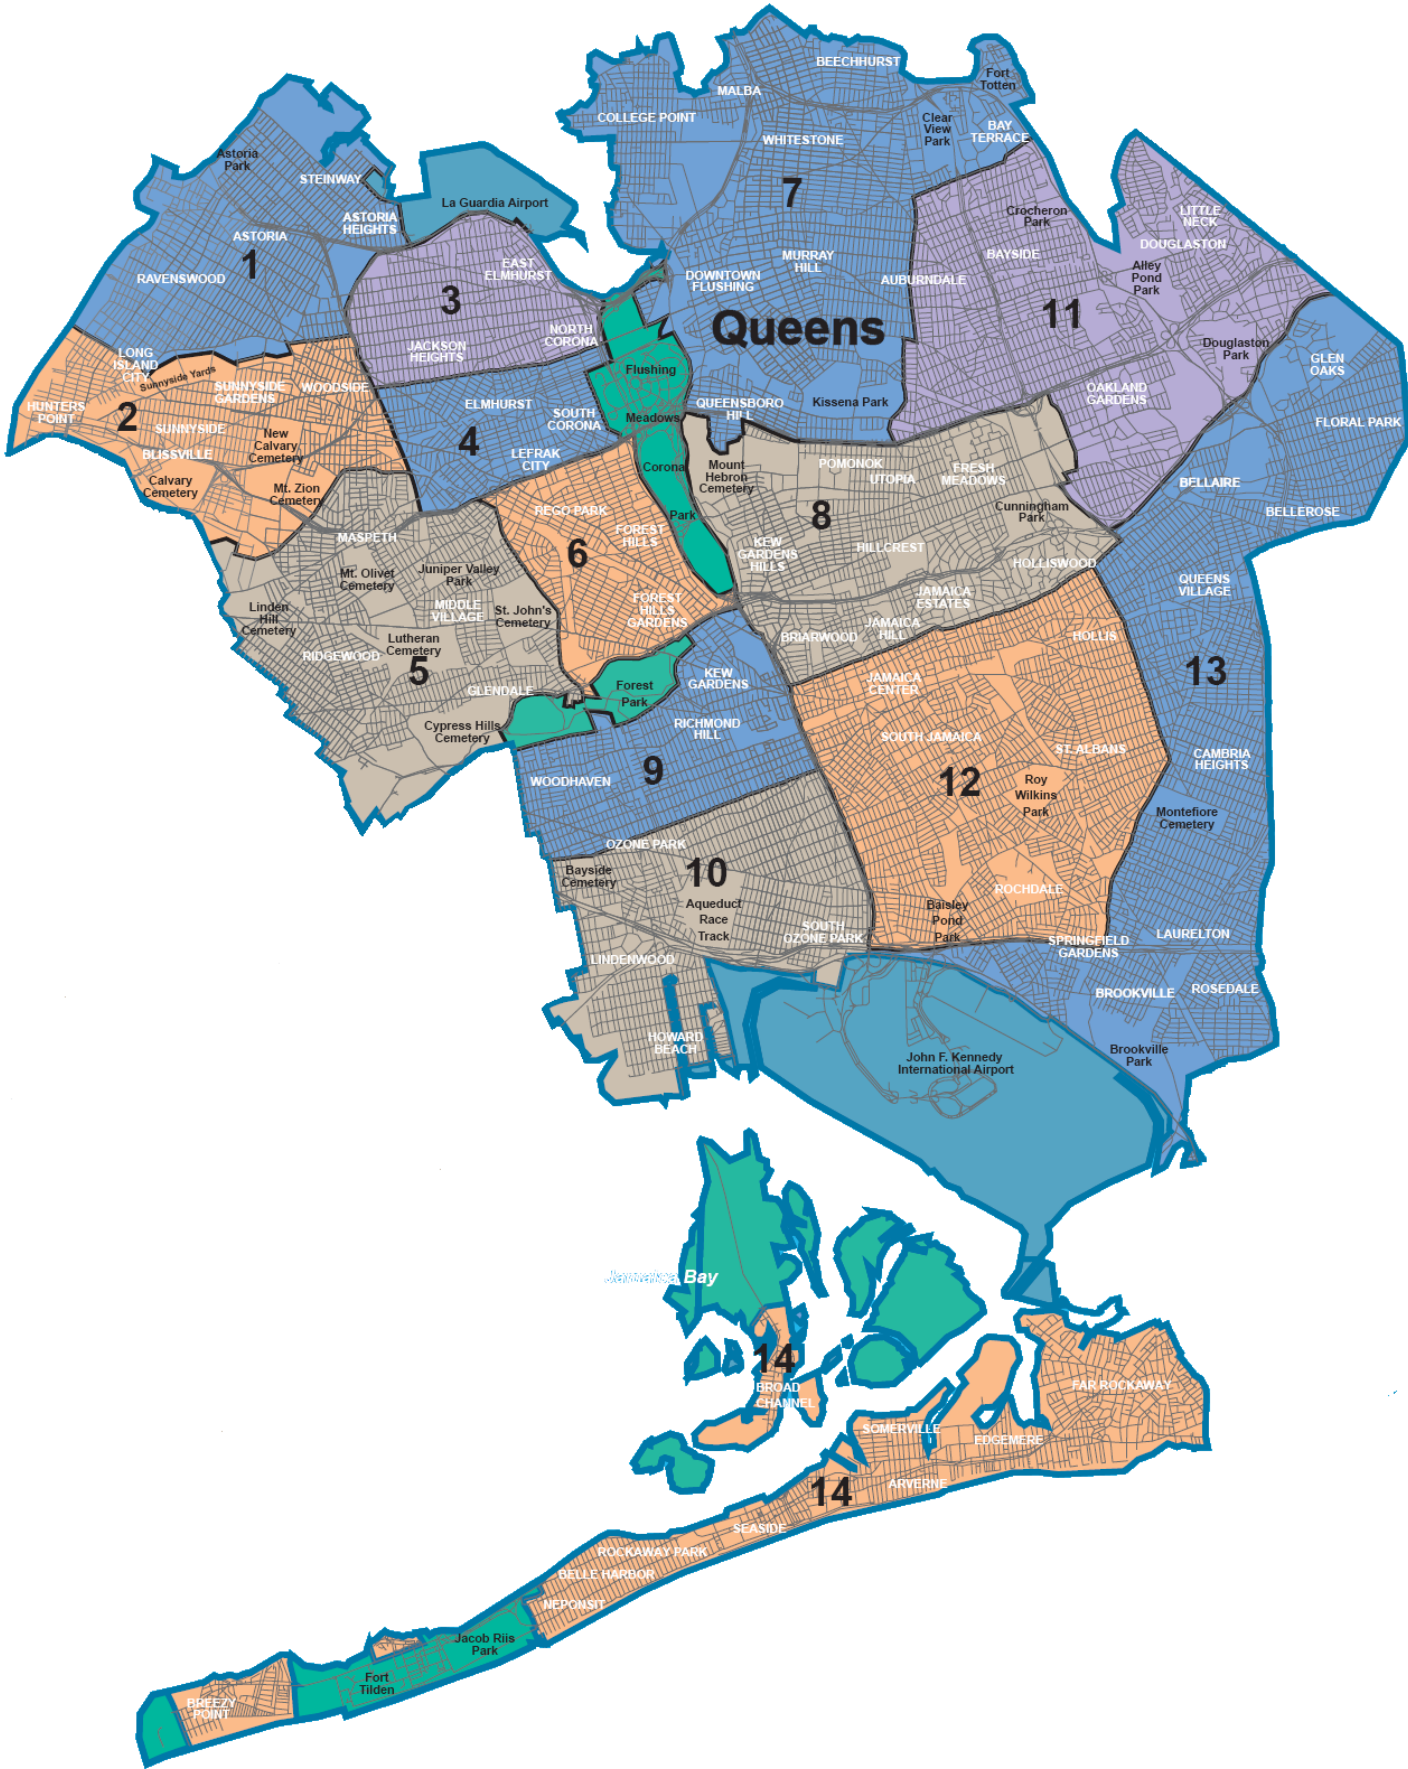 BEECHHURST
Fort
Totten
MALBA
COLLEGE POINT
Clear
View
Park
BAY
TERRACE
WHITESTONE
7
Astoria
Park
STEINWAY
La Guardia Airport
ASTORIA
HEIGHTS
ASTORIA
1
RAVENSWOOD
Crocheron
Park
LITTLE
NECK
DOUGLASTON
BAYSIDE
Alley
Pond
Park
11
MURRAY
HILL
DOWNTOWN
FLUSHING
AUBURNDALE
EAST
ELMHURST
3
NORTH
CORONA
JACKSON
HEIGHTS
Queens
Douglaston
Park
GLEN
OAKS
FLORAL PARK
OAKLAND
GARDENS
LONG
ISLAND
CITY
Sunnyside Yards
SUNNYSIDE
GARDENS
WOODSIDE
HUNTERS
POINT
2
SUNNYSIDE
New
Calvary
Cemetery
BLISSVILLE
Calvary
Cemetery
Mt. Zion
Cemetery
ELMHURST
SOUTH
CORONA
4
LEFRAK
CITY
Flushing
Meadows
Corona
Park
QUEENSBORO
HILL
Kissena Park
Mount
Hebron
Cemetery
POMONOK
UTOPIA
FRESH
MEADOWS
8
Cunningham
Park
KEW
GARDENS
HILLS
HILLCREST
HOLLISWOOD
JAMAICA
ESTATES
JAMAICA
HILL
BRIARWOOD
BELLAIRE
BELLEROSE
QUEENS
VILLAGE
13
REGO PARK
FOREST
HILLS
6
FOREST
HILLS
GARDENS
MASPETH
Mt. Olivet
Cemetery
Juniper Valley
Park
MIDDLE
VILLAGE
St. John's
Cemetery
Linden
Hill
Cemetery
Lutheran
Cemetery
RIDGEWOOD
5
GLENDALE
Cypress Hills
Cemetery
Forest
Park
KEW
GARDENS
RICHMOND
HILL
9
WOODHAVEN
HOLLIS
JAMAICA
CENTER
SOUTH JAMAICA
ST. ALBANS
12
Roy
Wilkins
Park
CAMBRIA
HEIGHTS
Montefiore
Cemetery
OZONE PARK
10
Bayside
Cemetery
Aqueduct
Race
Track
SOUTH
OZONE PARK
LINDENWOOD
HOWARD
BEACH
ROCHDALE
Baisley
Pond
Park
SPRINGFIELD
GARDENS
LAURELTON
BROOKVILLE
ROSEDALE
Brookville
Park
John F. Kennedy
International Airport
Jamaica Bay
14
BROAD
CHANNEL
FAR ROCKAWAY
SOMERVILLE
EDGEMERE
ARVERNE
14
SEASIDE
ROCKAWAY PARK
BELLE HARBOR
NEPONSIT
Jacob Riis
Park
Fort
Tilden
BREEZY
POINT